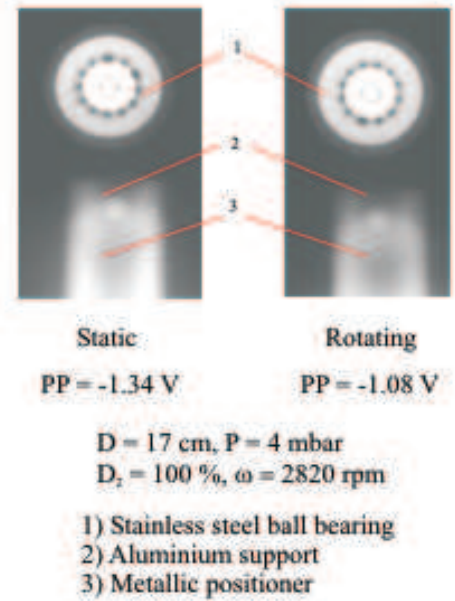 1
2
3
Static Rotating
PP = -1.34 V PP = -1.08 V
D = 17 cm, P = 4 mbar
D₂ = 100 %, ω = 2820 rpm
1) Stainless steel ball bearing
2) Aluminium support
3) Metallic positioner